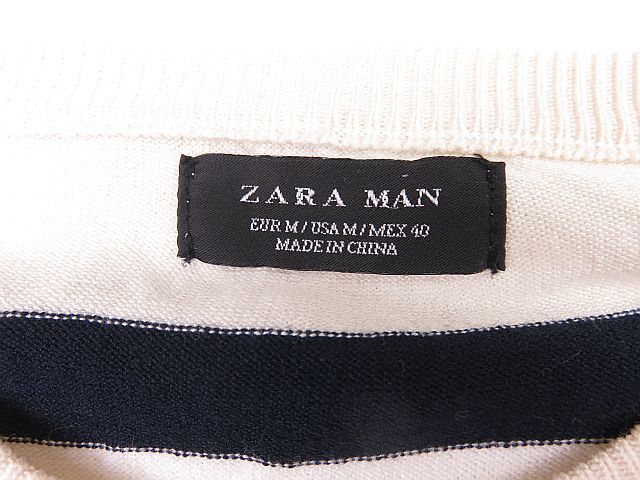 ZARA MAN
EUR M / USA M / MEX 40
MADE IN CHINA